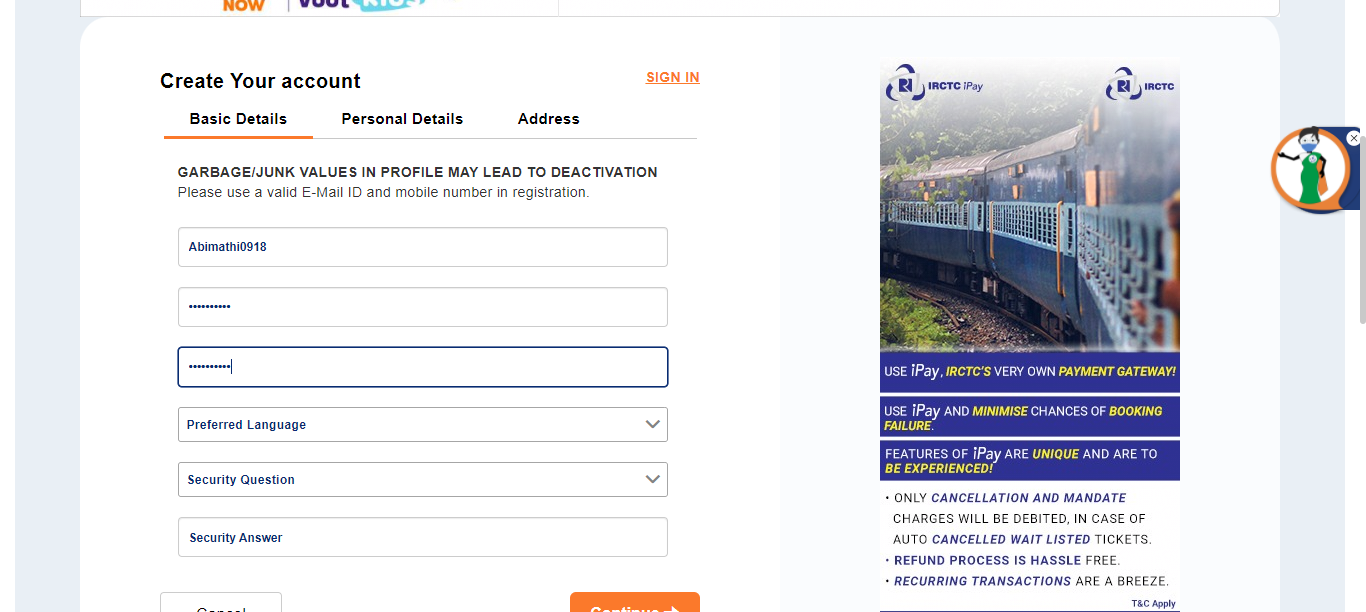 NOW
Create Your account
SIGN IN
Basic Details
Personal Details
Address
GARBAGE/JUNK VALUES IN PROFILE MAY LEAD TO DEACTIVATION
Please use a valid E-Mail ID and mobile number in registration.
Abimathi0918
••••••••••
••••••••••
Preferred Language
Security Question
Security Answer
Cancel
Continue
IRCTC iPay
IRCTC
USE iPay, IRCTC'S VERY OWN PAYMENT GATEWAY!
USE iPay AND MINIMISE CHANCES OF BOOKING
FAILURE.
FEATURES OF iPay ARE UNIQUE AND ARE TO
BE EXPERIENCED!
• ONLY CANCELLATION AND MANDATE
CHARGES WILL BE DEBITED, IN CASE OF
AUTO CANCELLED WAIT LISTED TICKETS.
• REFUND PROCESS IS HASSLE FREE.
• RECURRING TRANSACTIONS ARE A BREEZE.
T&C Apply